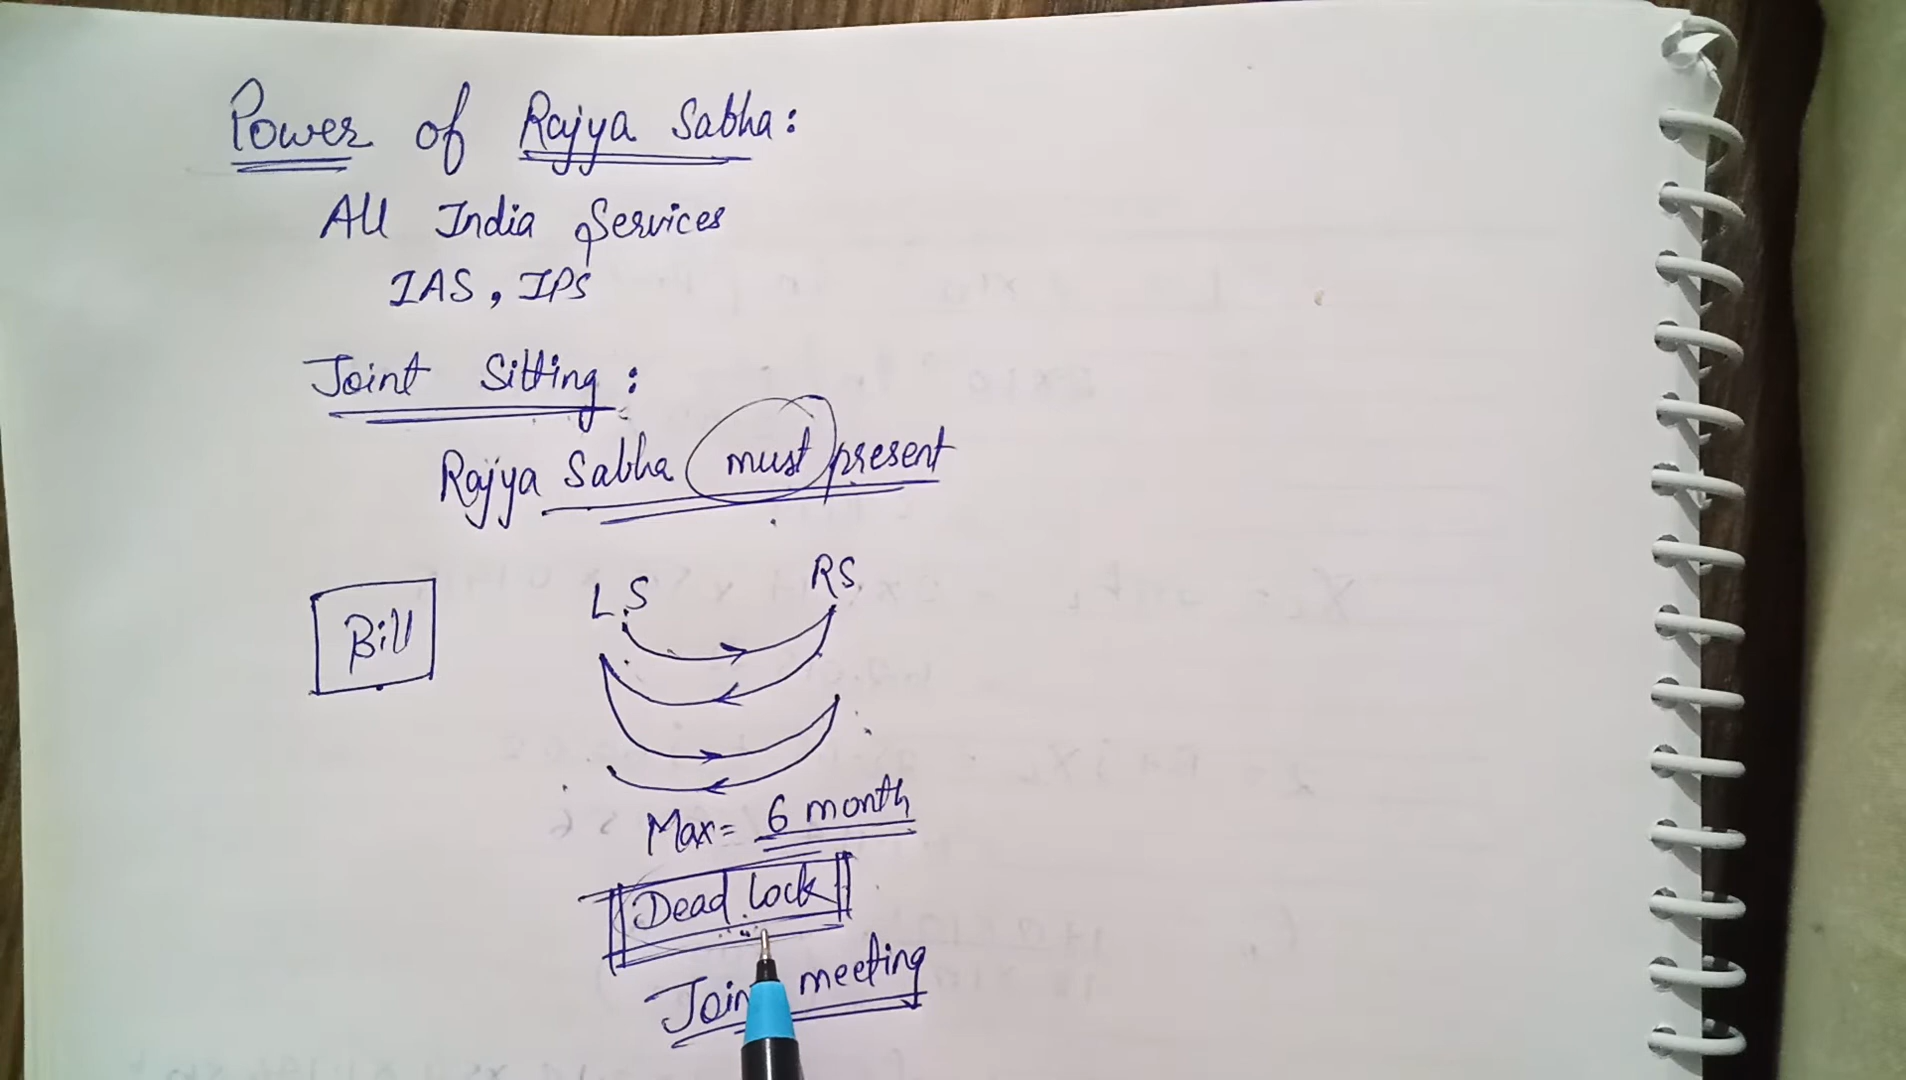 Power of Rajya Sabha:
All India Services
IAS, IPS
Joint Sitting:
Rajya Sabha must present
L.S RS.
Bill
Max= 6 month
Dead lock
Joint meeting